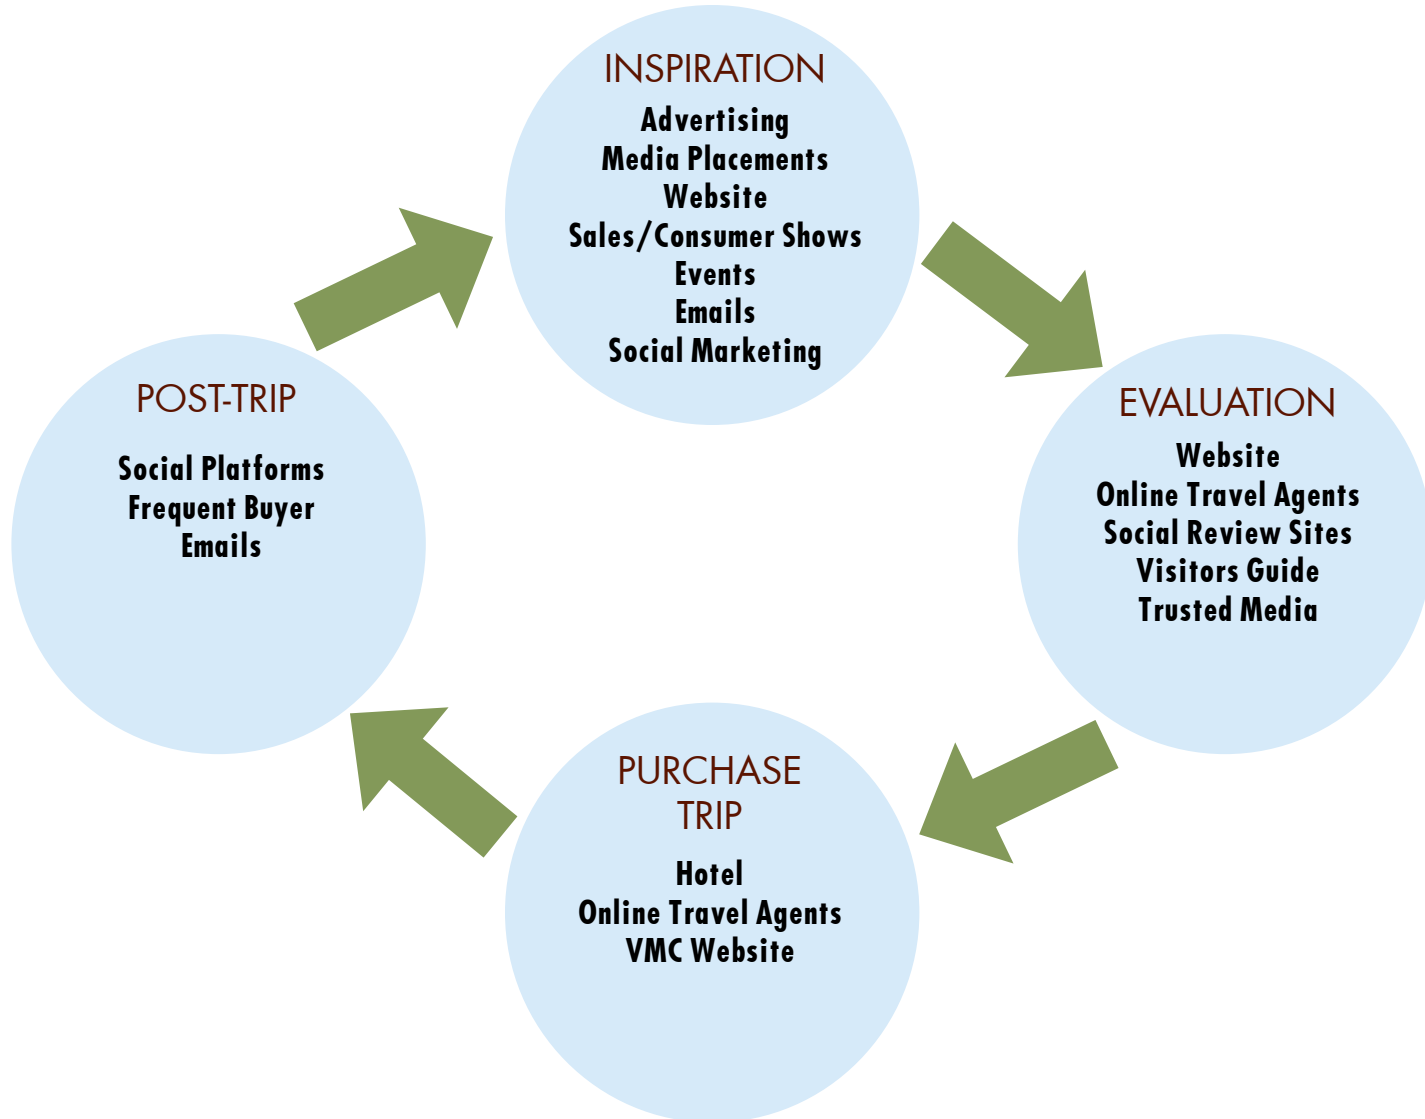 INSPIRATION
Advertising
Media Placements
Website
Sales/Consumer Shows
Events
Emails
Social Marketing
EVALUATION
Website
Online Travel Agents
Social Review Sites
Visitors Guide
Trusted Media
PURCHASE
TRIP
Hotel
Online Travel Agents
VMC Website
POST-TRIP
Social Platforms
Frequent Buyer
Emails